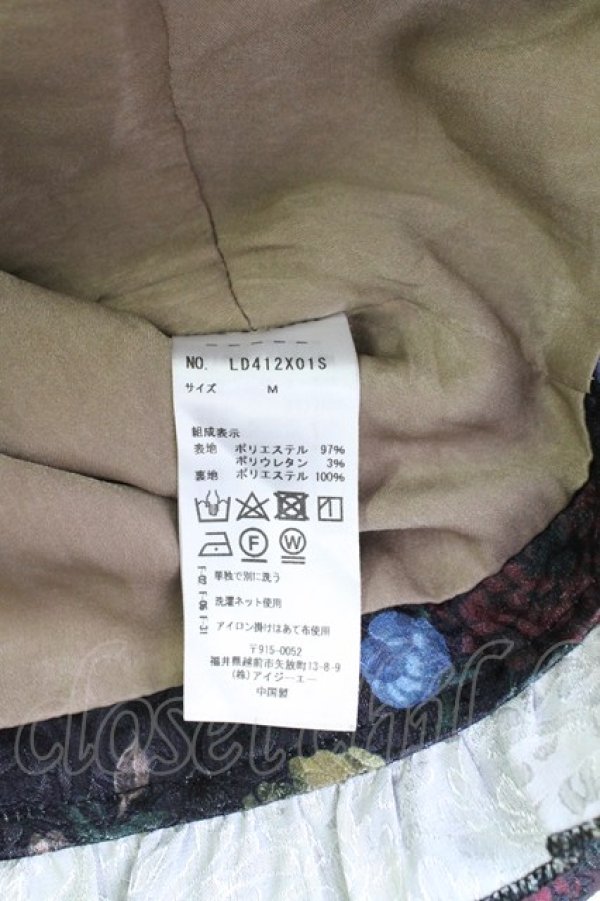 NO. LD412X01S
サイズ M
組成表示
表地 ポリエステル 97%
ポリウレタン 3%
裏地 ポリエステル 100%
F
W
単独で別に洗う
洗濯ネット使用
アイロン掛けはあて布使用
〒915-0052
福井県越前市矢放町13-8-9
(株)アイジーエー
中国製
closet child